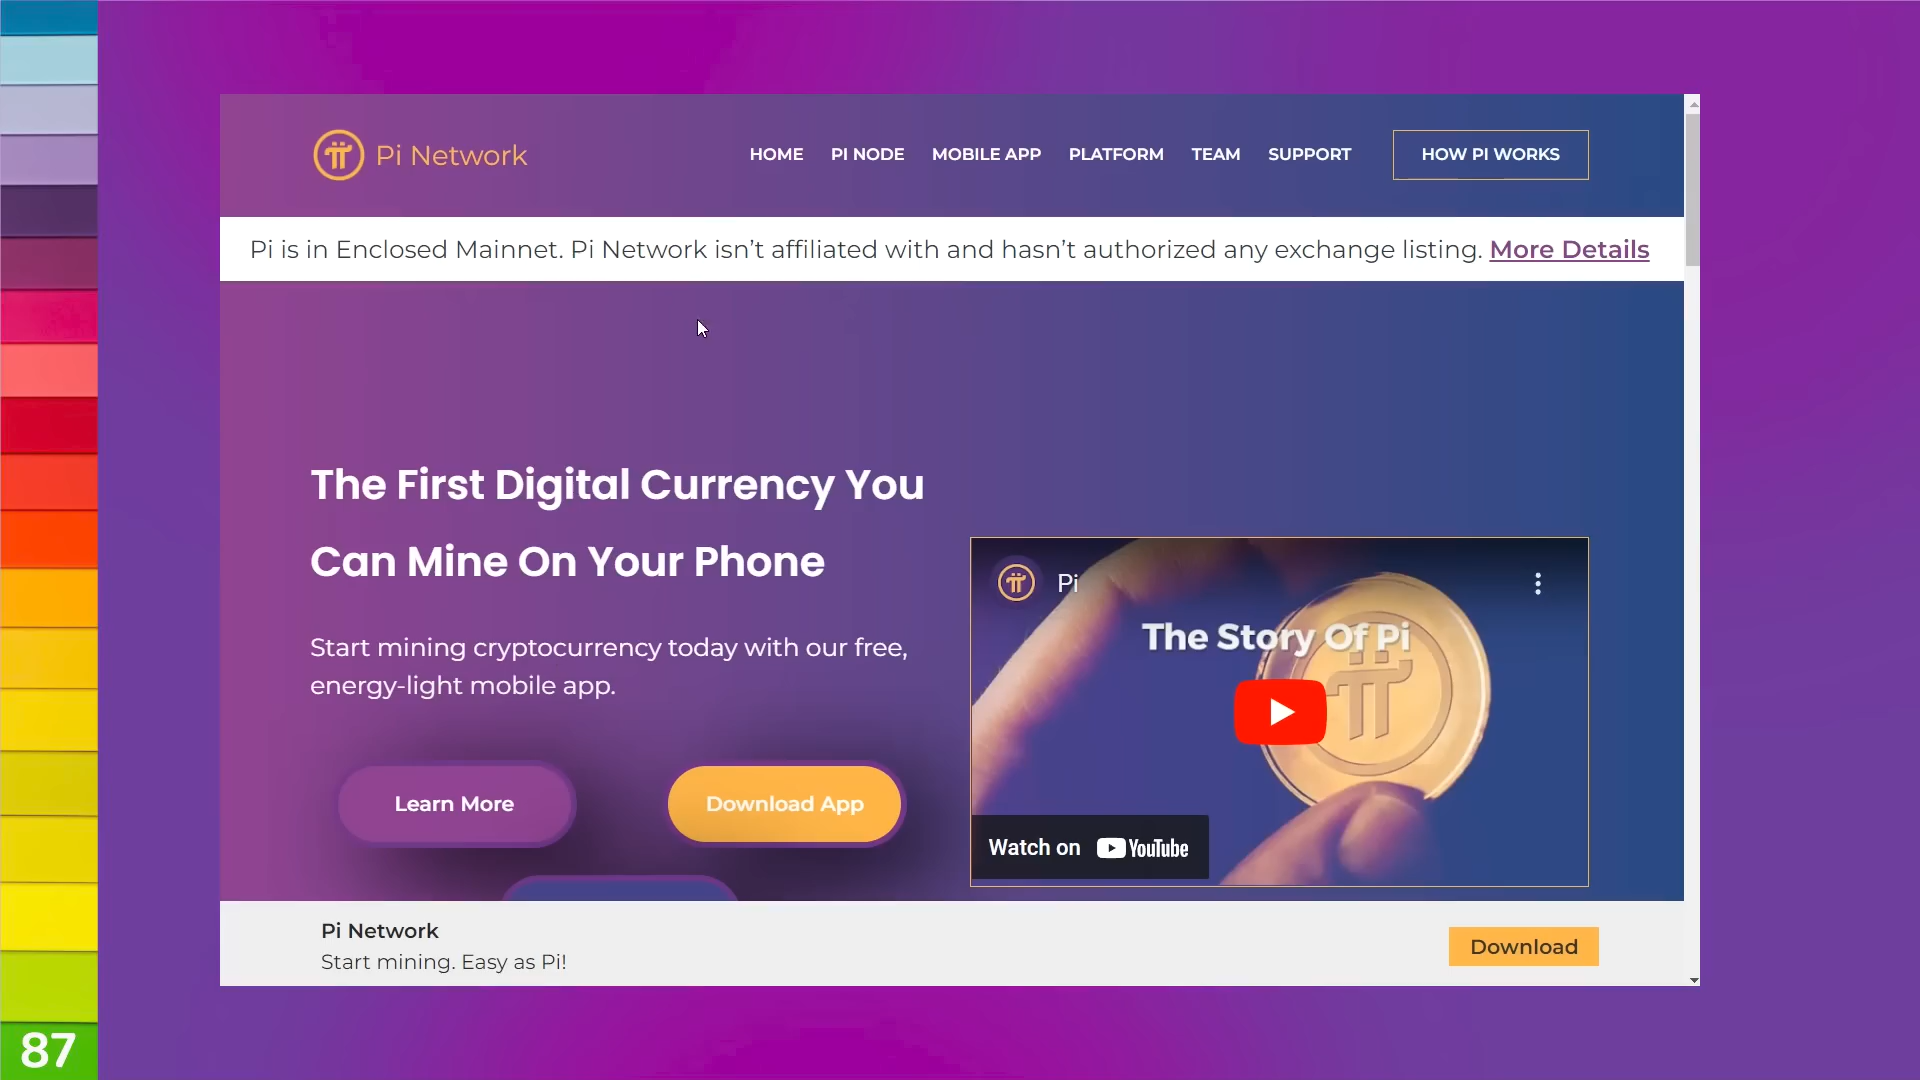 Pi Network
HOME
PI NODE
MOBILE APP
PLATFORM
TEAM
SUPPORT
HOW PI WORKS
Pi is in Enclosed Mainnet. Pi Network isn’t affiliated with and hasn’t authorized any exchange listing. More Details
The First Digital Currency You
Can Mine On Your Phone
Start mining cryptocurrency today with our free,
energy-light mobile app.
Learn More
Download App
Pi
The Story Of Pi
Watch on YouTube
Pi Network
Start mining. Easy as Pi!
Download
87